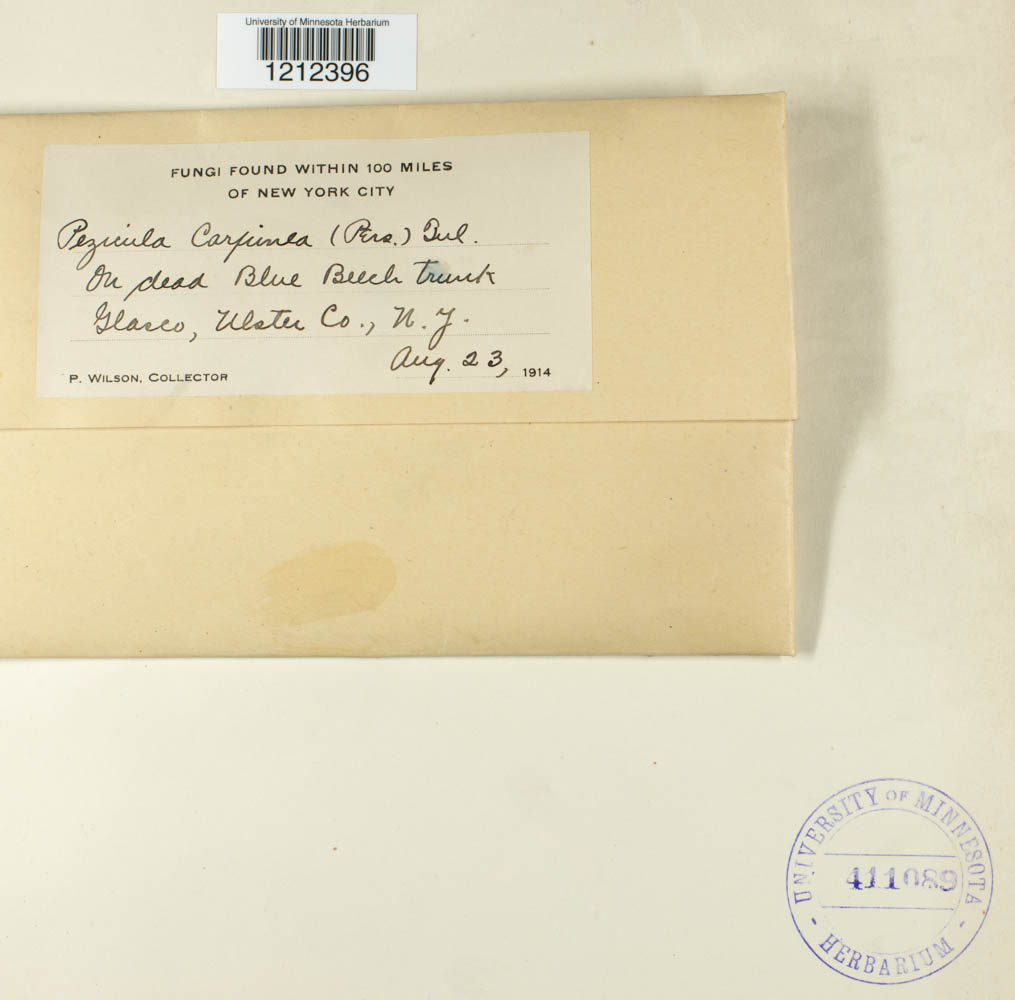 University of Minnesota Herbarium
1212396
FUNGI FOUND WITHIN 100 MILES
OF NEW YORK CITY
Pezicula Carpinea (Pers.) Tul.
On dead Blue Beech trunk
Glasco, Ulster Co., N.Y.
Aug. 23, 1914
P. WILSON, COLLECTOR
UNIVERSITY OF MINNESOTA
411089
- HERBARIUM -